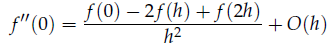 f''(0) = \frac{f(0) − 2f(h) + f(2h)}{h^2} + O(h)